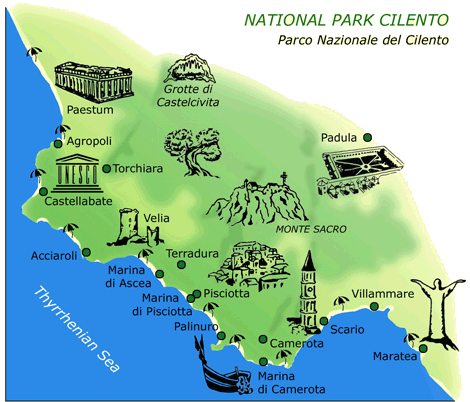 NATIONAL PARK CILENTO
Parco Nazionale del Cilento
Grotte di
Castelcivita
Paestum
Agropoli
Padula
Torchiara
Castellabate
Velia
MONTE SACRO
Acciaroli
Terradura
Marina
di Ascea
Pisciotta
Marina
di Pisciotta
Villammare
Palinuro
Scario
Camerota
Maratea
Marina
di Camerota
Thyrrhenian Sea